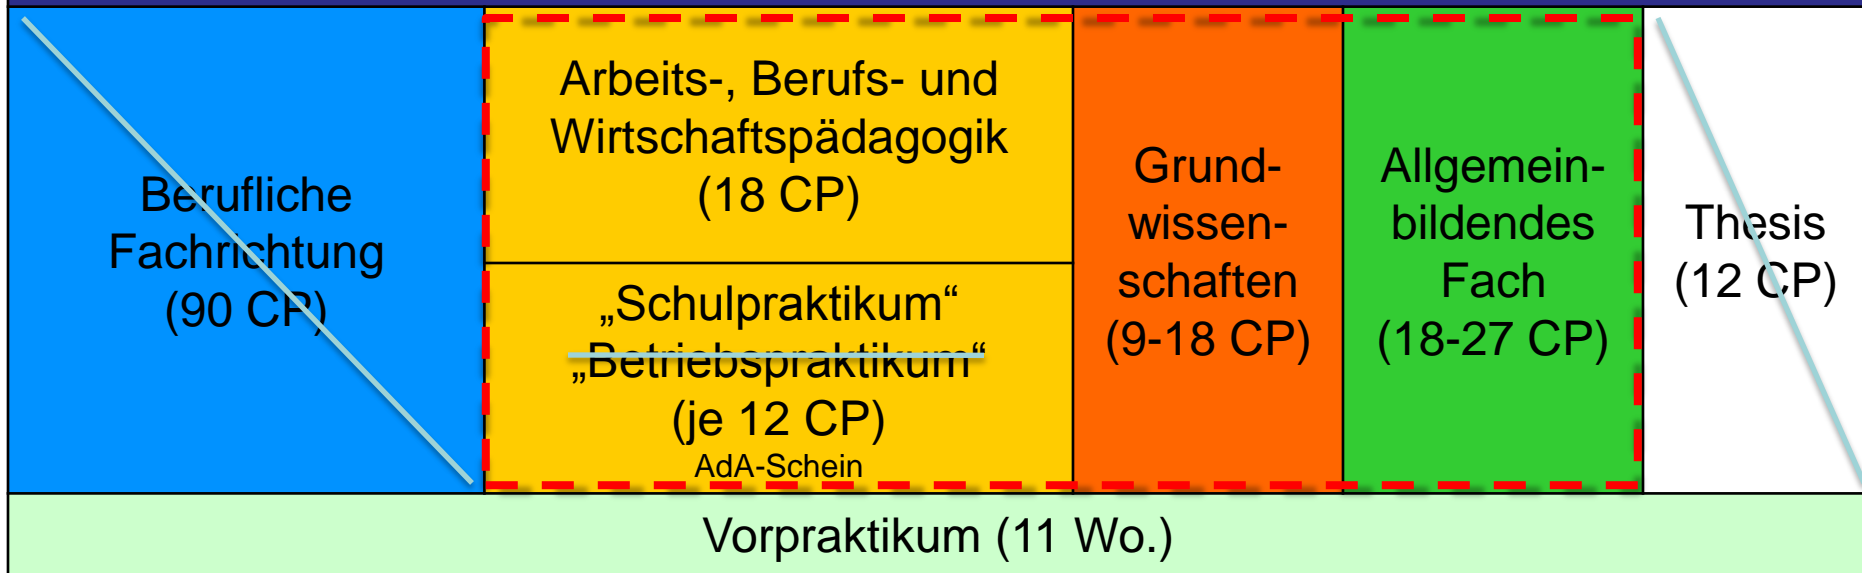 Berufliche
Fachrichtung
(90 CP)
Arbeits-, Berufs- und
Wirtschaftspädagogik
(18 CP)
„Schulpraktikum“
„Betriebspraktikum“
(je 12 CP)
AdA-Schein
Grund-
wissen-
schaften
(9-18 CP)
Allgemein-
bildendes
Fach
(18-27 CP)
Thesis
(12 CP)
Vorpraktikum (11 Wo.)